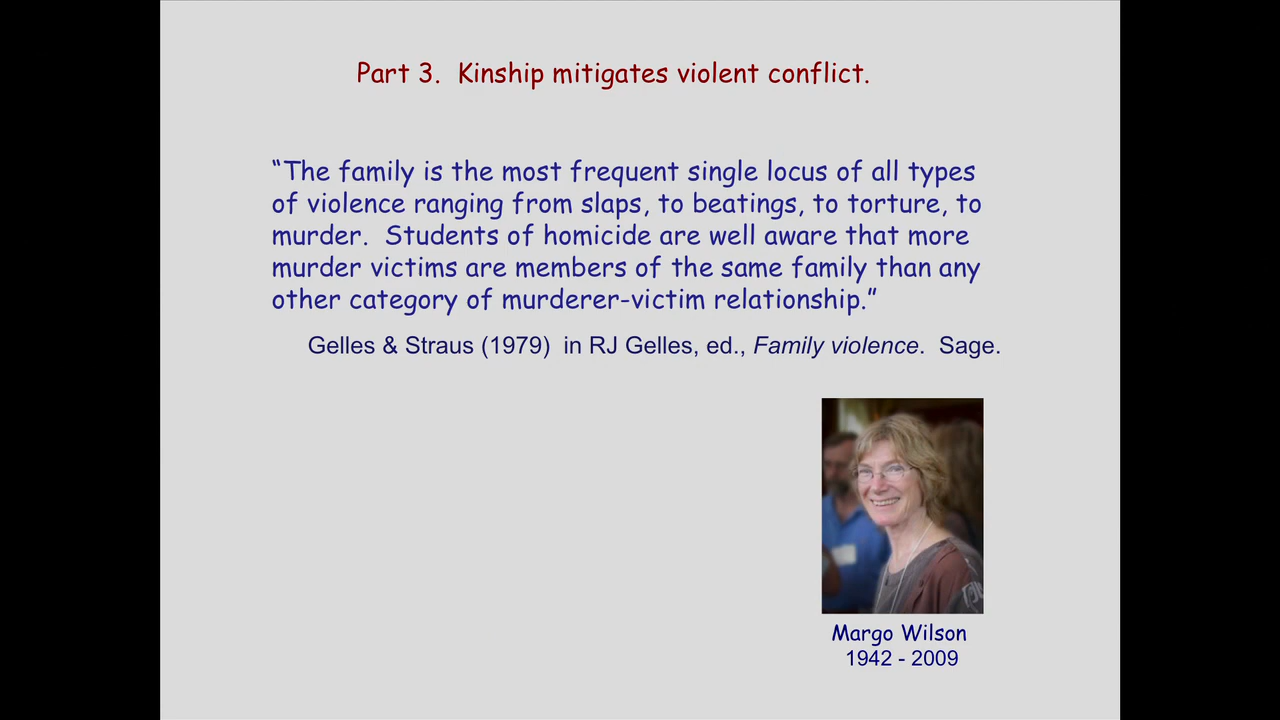 Part 3.  Kinship mitigates violent conflict.
“The family is the most frequent single locus of all types
of violence ranging from slaps, to beatings, to torture, to
murder.  Students of homicide are well aware that more
murder victims are members of the same family than any
other category of murderer-victim relationship.”
Gelles & Straus (1979)  in RJ Gelles, ed., Family violence.  Sage.
Margo Wilson
1942 - 2009